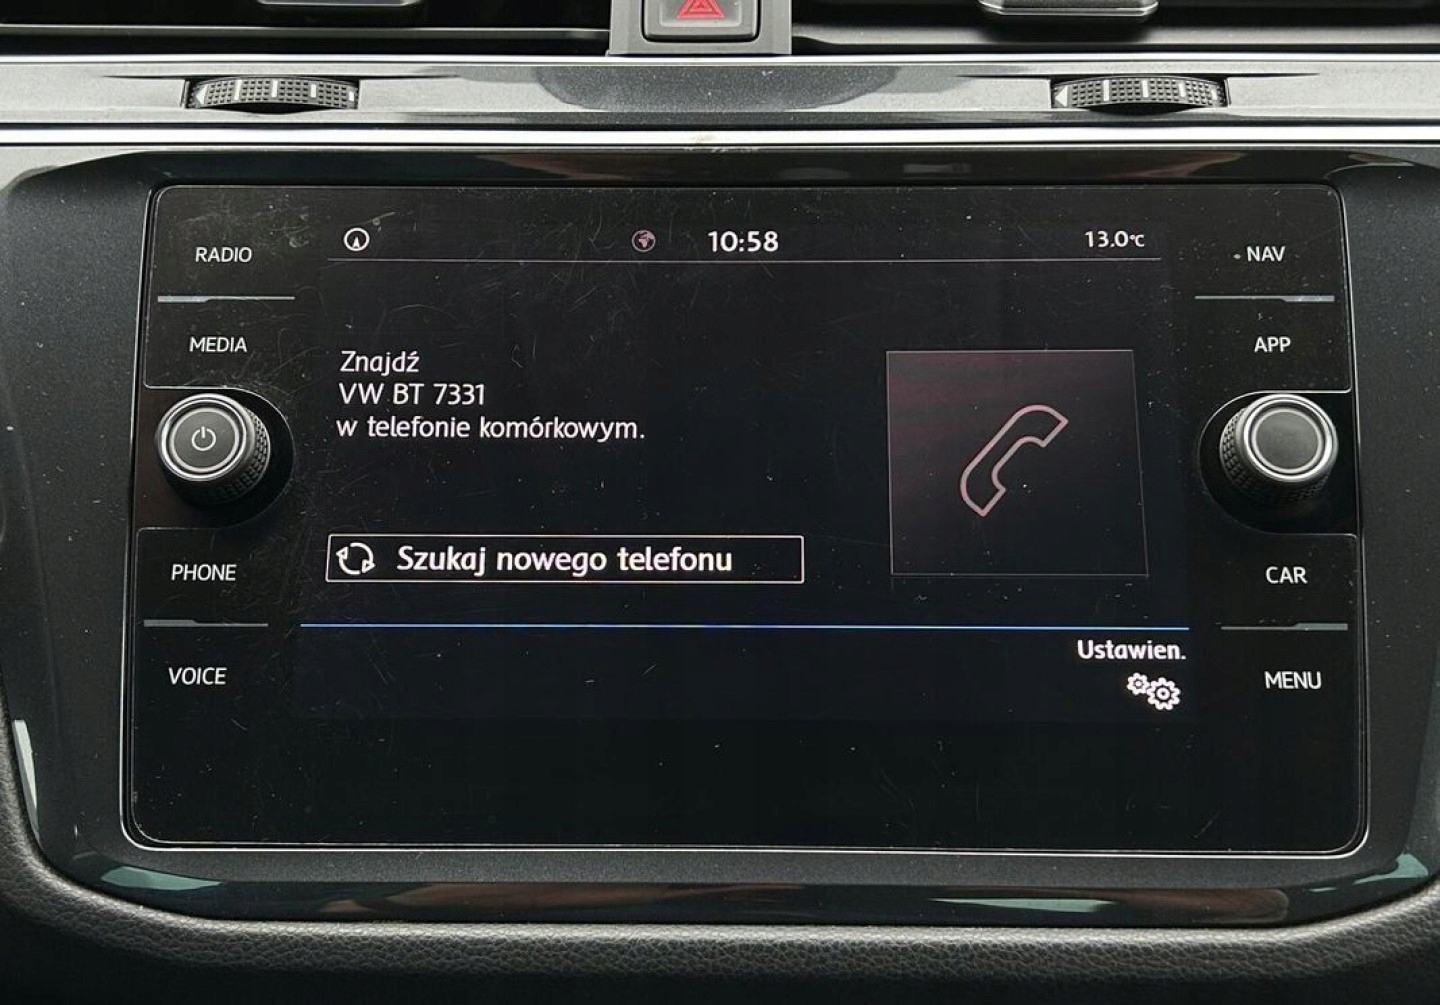 RADIO
10:58
13.0°C
NAV
MEDIA
APP
Znajdź
VW BT 7331
w telefonie komórkowym.
Szukaj nowego telefonu
PHONE
CAR
Ustawien.
VOICE
MENU